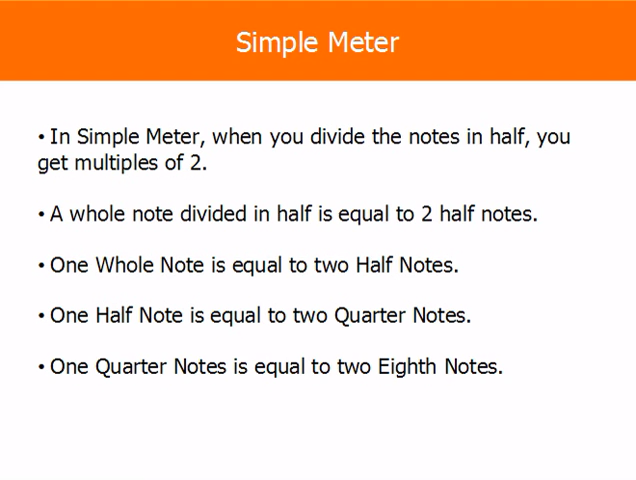 Simple Meter
• In Simple Meter, when you divide the notes in half, you
get multiples of 2.
• A whole note divided in half is equal to 2 half notes.
• One Whole Note is equal to two Half Notes.
• One Half Note is equal to two Quarter Notes.
• One Quarter Notes is equal to two Eighth Notes.